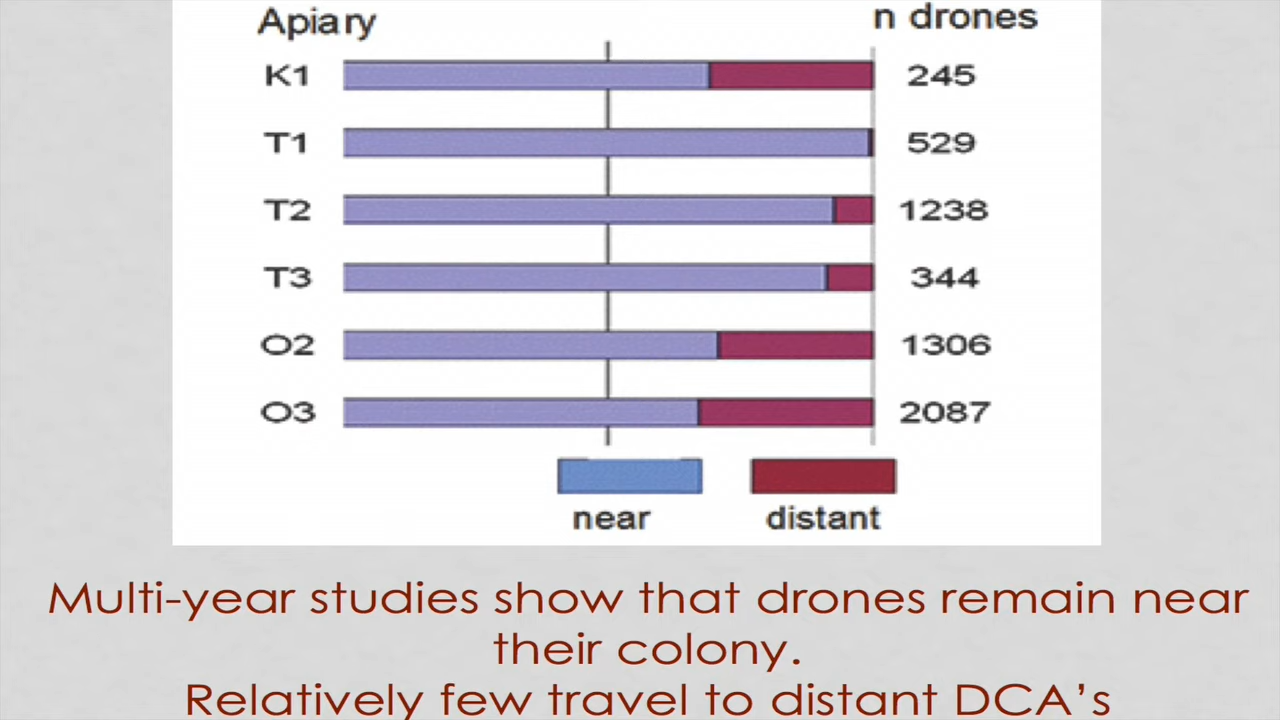 Apiary n drones
K1 245
T1 529
T2 1238
T3 344
O2 1306
O3 2087
near distant
Multi-year studies show that drones remain near
their colony.
Relatively few travel to distant DCA's